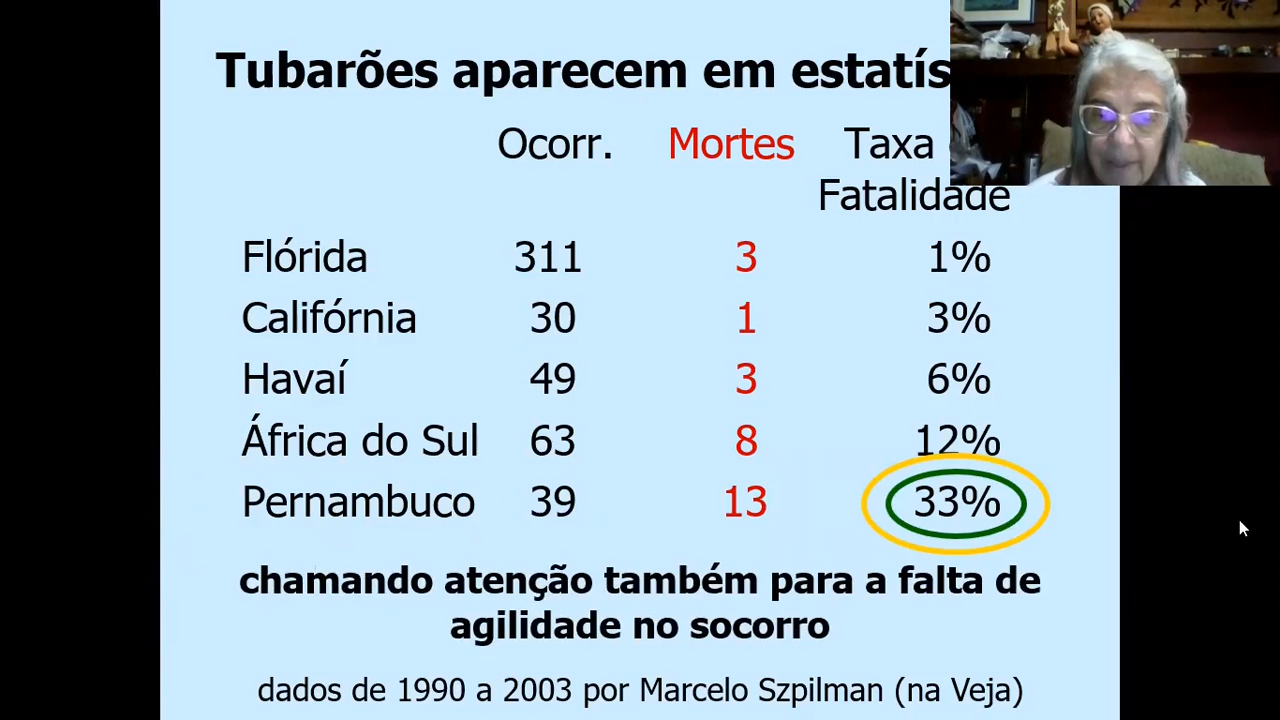 Tubarões aparecem em
Ocorr. Mortes Taxa
Fatalidade
Flórida 311 3 1%
Califórnia 30 1 3%
Havaí 49 3 6%
África do Sul 63 8 12%
Pernambuco 39 13 33%
chamando atenção também para a falta de
agilidade no socorro
dados de 1990 a 2003 por Marcelo Szpilman (na Veja)